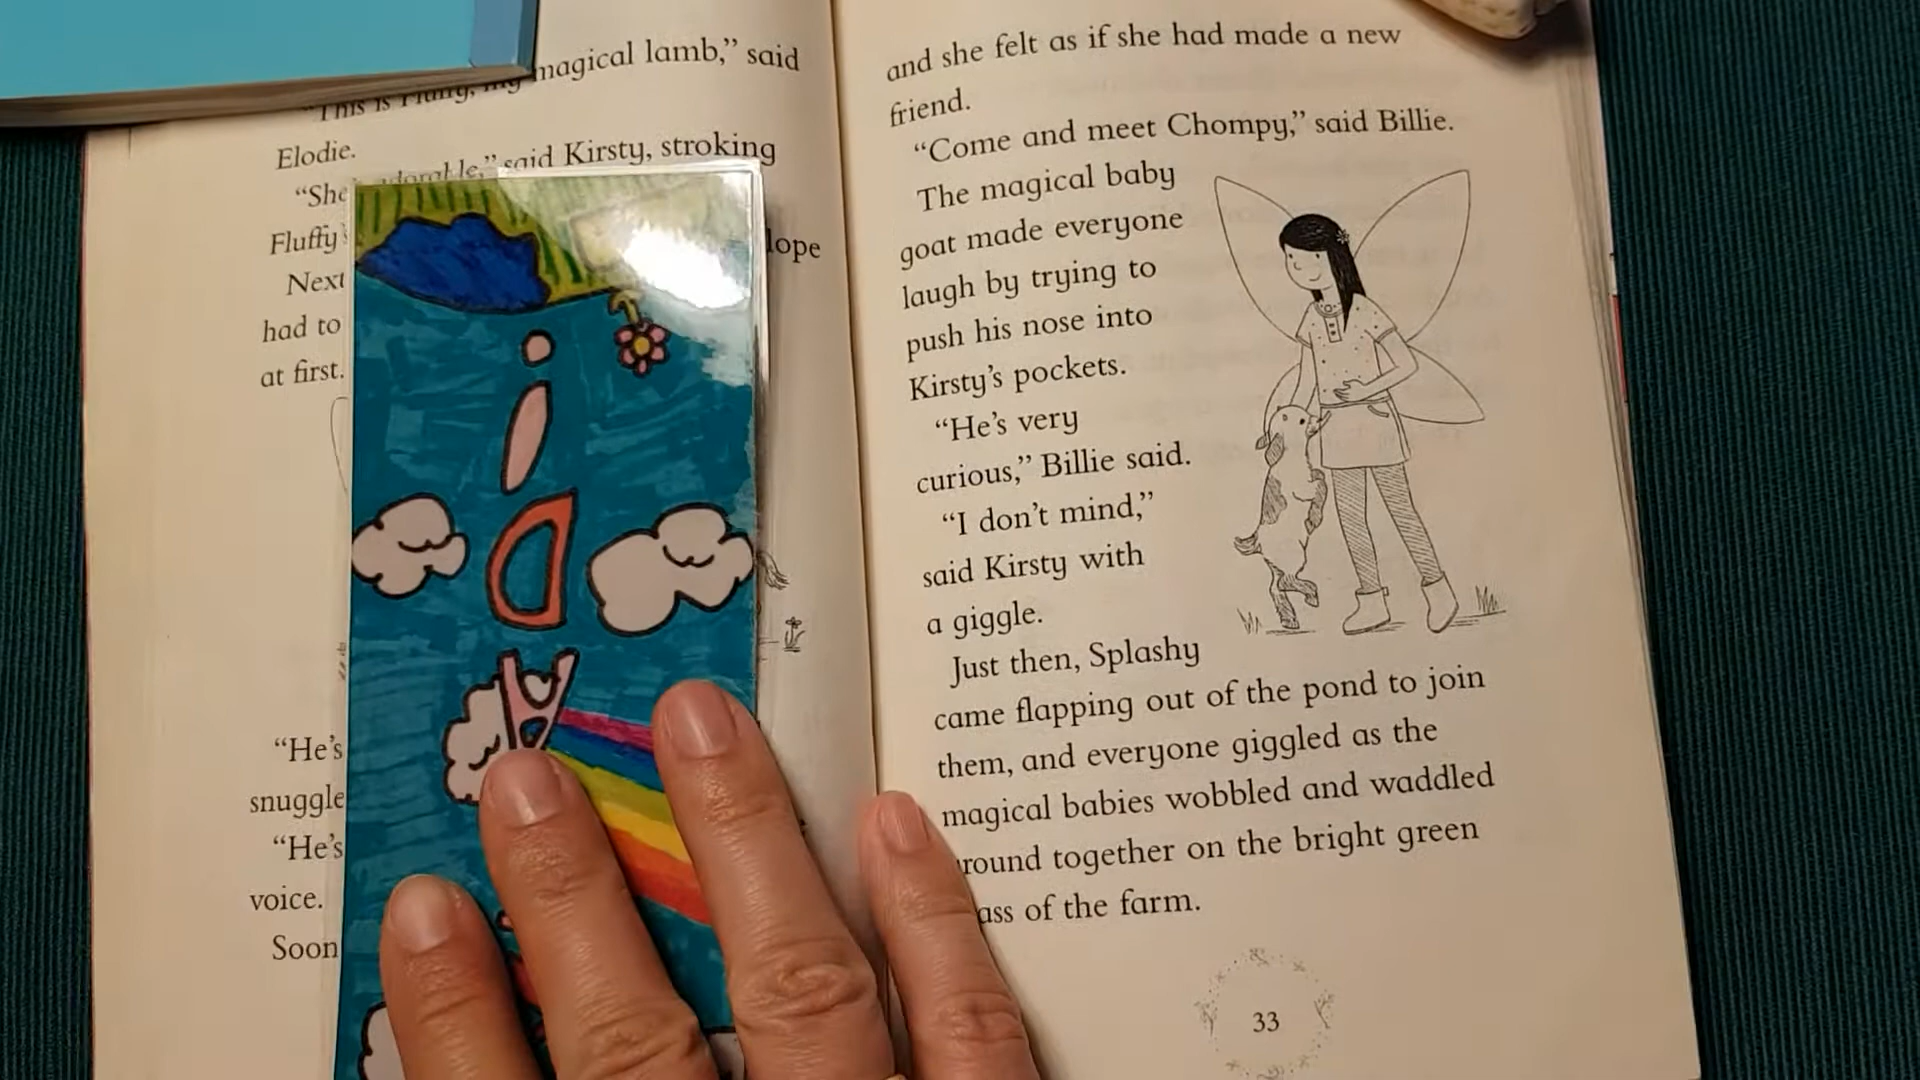 magical lamb,” said
“This is Fluffy, my
Elodie.
said Kirsty, stroking
“She
Fluffy’
lope
Next
had to
at first.
“He’s
snuggle
“He’s
voice.
Soon
and she felt as if she had made a new
friend.
“Come and meet Chompy,” said Billie.
The magical baby
goat made everyone
laugh by trying to
push his nose into
Kirsty’s pockets.
“He’s very
curious,” Billie said.
“I don’t mind,”
said Kirsty with
a giggle.
Just then, Splashy
came flapping out of the pond to join
them, and everyone giggled as the
magical babies wobbled and waddled
round together on the bright green
ass of the farm.
33